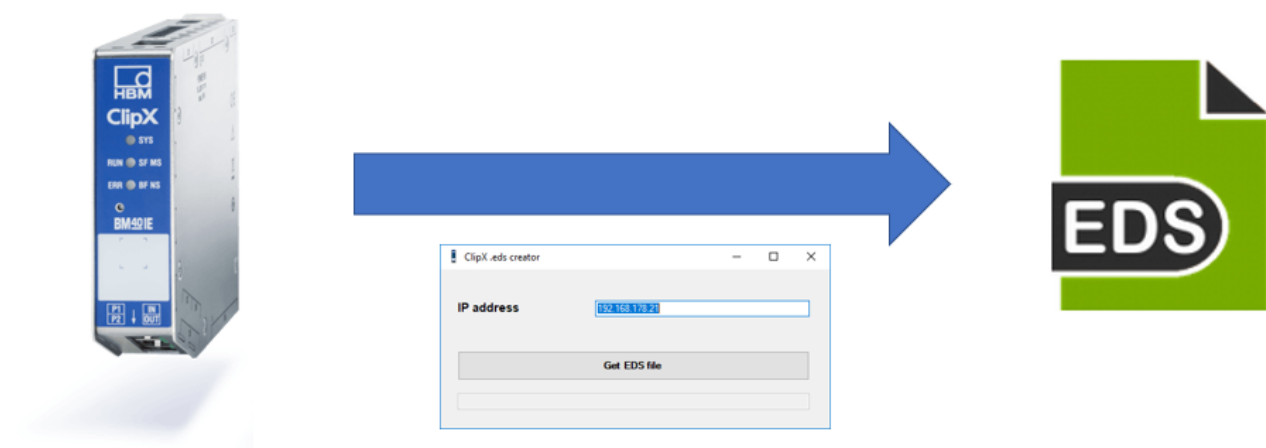 HBM
ClipX
SYS
RUN SF MS
ERR BF NS
BM40IE
P1 IN
P2 OUT
ClipX .eds creator
IP address 192.168.178.21
Get EDS file
EDS